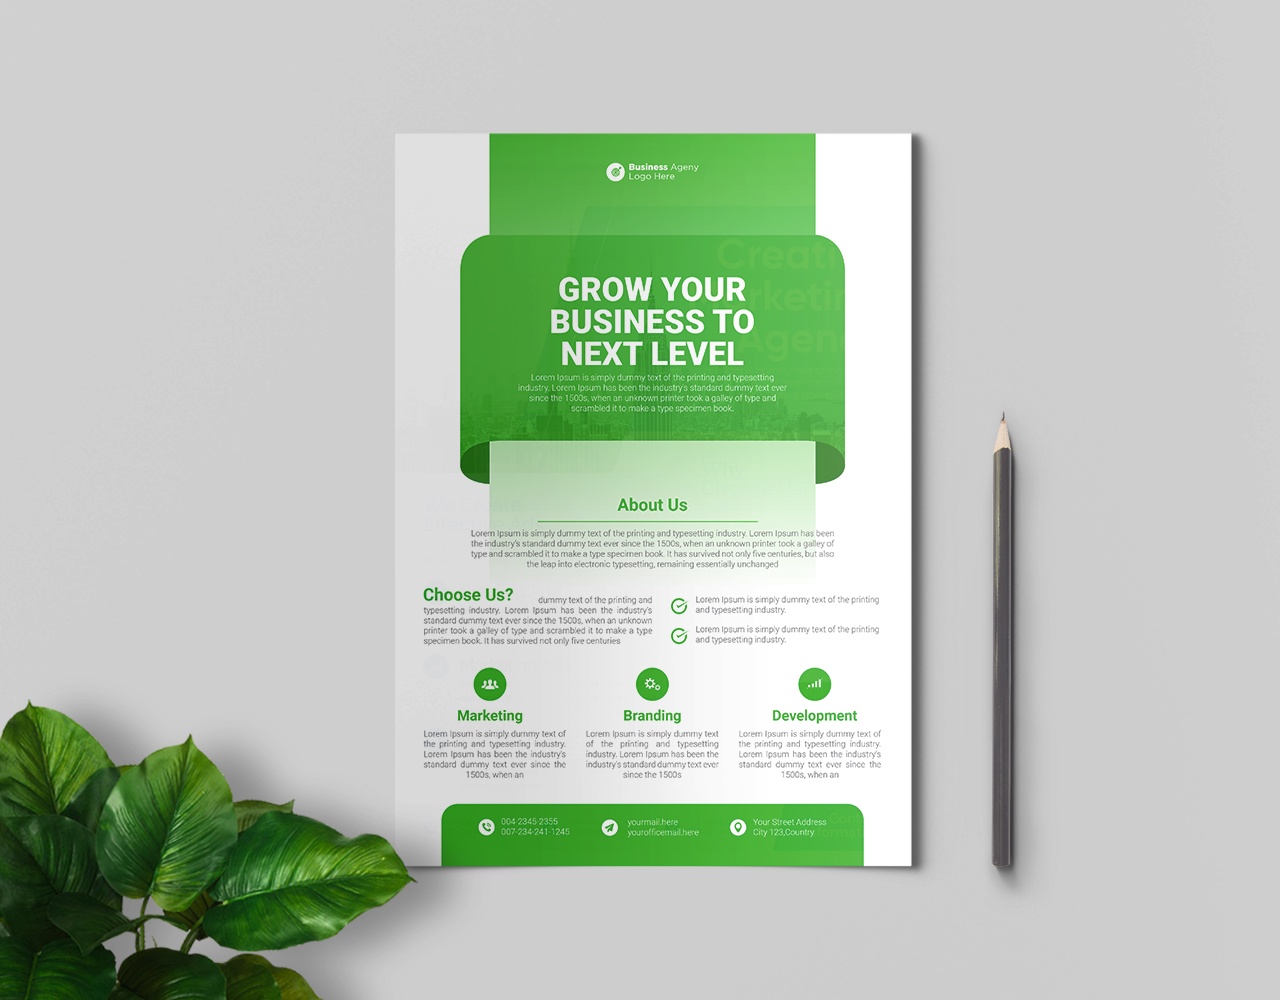 Business Ageny
Logo Here
Creati
rketin
Agen
GROW YOUR
BUSINESS TO
NEXT LEVEL
Lorem Ipsum is simply dummy text of the printing and typesetting
industry. Lorem Ipsum has been the industry's standard dummy text ever
since the 1500s, when an unknown printer took a galley of type and
scrambled it to make a type specimen book.
About Us
Lorem Ipsum is simply dummy text of the printing and typesetting industry. Lorem Ipsum has been
the industry's standard dummy text ever since the 1500s, when an unknown printer took a galley of
type and scrambled it to make a type specimen book. It has survived not only five centuries, but also
the leap into electronic typesetting, remaining essentially unchanged
Choose Us?
dummy text of the printing and
typesetting industry. Lorem Ipsum has been the industry's
standard dummy text ever since the 1500s, when an unknown
printer took a galley of type and scrambled it to make a type
specimen book. It has survived not only five centuries
Lorem Ipsum is simply dummy text of the printing
and typesetting industry.
Lorem Ipsum is simply dummy text of the printing
and typesetting industry.
Marketing
Lorem Ipsum is simply dummy text of
the printing and typesetting industry.
Lorem Ipsum has been the industry's
standard dummy text ever since the
1500s, when an
Branding
Lorem Ipsum is simply dummy text
of the printing and typesetting
industry. Lorem Ipsum has been the
industry's standard dummy text ever
since the 1500s
Development
Lorem Ipsum is simply dummy text of
the printing and typesetting industry.
Lorem Ipsum has been the industry's
standard dummy text ever since the
1500s, when an
004-2345-2355
007-234-241-1245
yourmail.here
yourofficemail.here
Your Street Address
City 123,Country